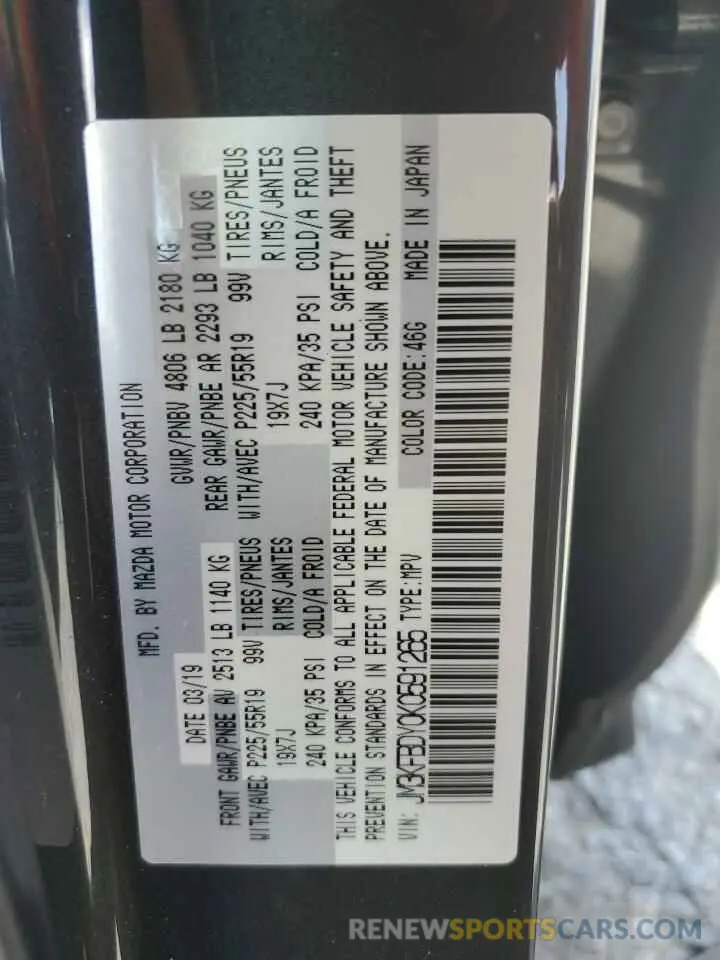 MFD. BY MAZDA MOTOR CORPORATION
DATE 03/19 GVWR/PNBV 4806 LB 2180 KG
FRONT GAWR/PNBE AV 2513 LB 1140 KG REAR GAWR/PNBE AR 2293 LB 1040 KG
WITH/AVEC P225/55R19 99V TIRES/PNEUS WITH/AVEC P225/55R19 99V TIRES/PNEUS
19X7J RIMS/JANTES 19X7J RIMS/JANTES
240 KPA/35 PSI COLD/A FROID 240 KPA/35 PSI COLD/A FROID
THIS VEHICLE CONFORMS TO ALL APPLICABLE FEDERAL MOTOR VEHICLE SAFETY AND THEFT
PREVENTION STANDARDS IN EFFECT ON THE DATE OF MANUFACTURE SHOWN ABOVE.
VIN: JM3KFBDY0K0591265 TYPE:MPV COLOR CODE:46G MADE IN JAPAN
RENEWSPORTSCARS.COM